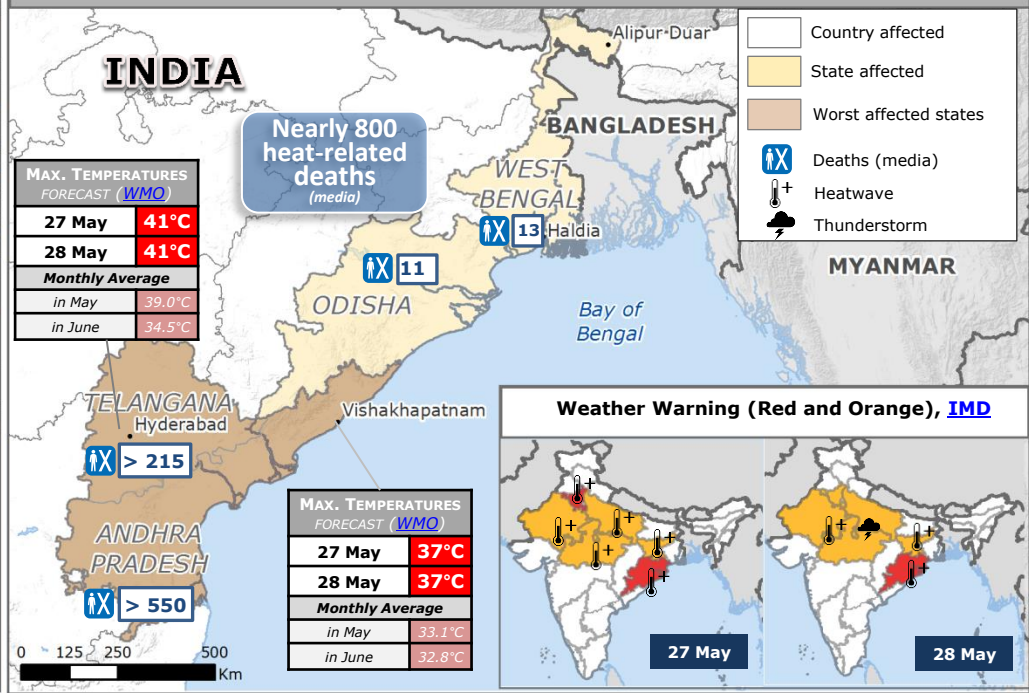 INDIA
Nearly 800
heat-related
deaths
(media)
Alipur Duar
BANGLADESH
WEST
BENGAL
13
Haldia
11
ODISHA
MYANMAR
Bay of
Bengal
Country affected
State affected
Worst affected states
Deaths (media)
Heatwave
Thunderstorm
MAX. TEMPERATURES
FORECAST (WMO)
27 May 41°C
28 May 41°C
Monthly Average
in May 39.0°C
in June 34.5°C
TELANGANA
Hyderabad
> 215
Vishakhapatnam
ANDHRA
PRADESH
> 550
MAX. TEMPERATURES
FORECAST (WMO)
27 May 37°C
28 May 37°C
Monthly Average
in May 33.1°C
in June 32.8°C
0 125 250 500
Km
Weather Warning (Red and Orange), IMD
27 May
28 May